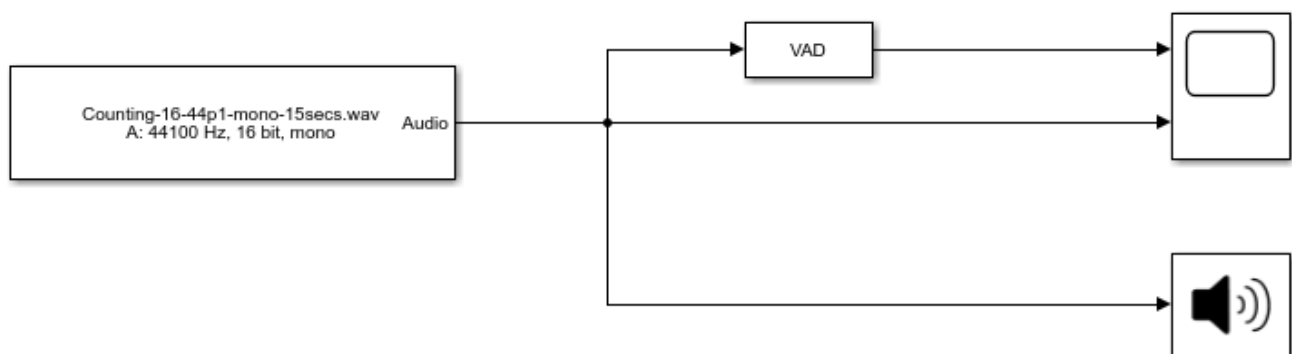 VAD
Counting-16-44p1-mono-15secs.wav
A: 44100 Hz, 16 bit, mono
Audio